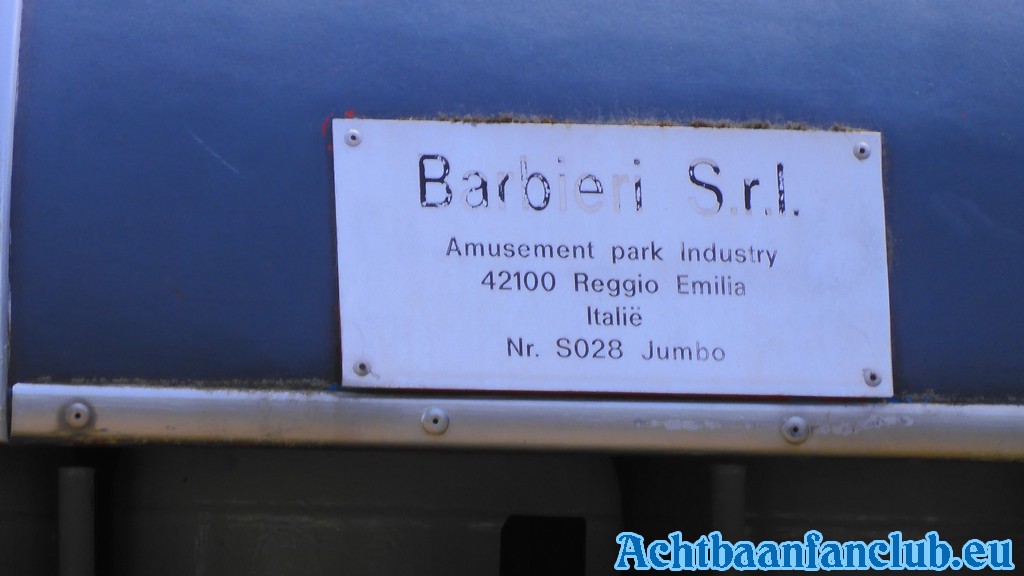 Barbieri S.r.l.
Amusement park Industry
42100 Reggio Emilia
Italië
Nr. S028 Jumbo
Achtbaanfanclub.eu